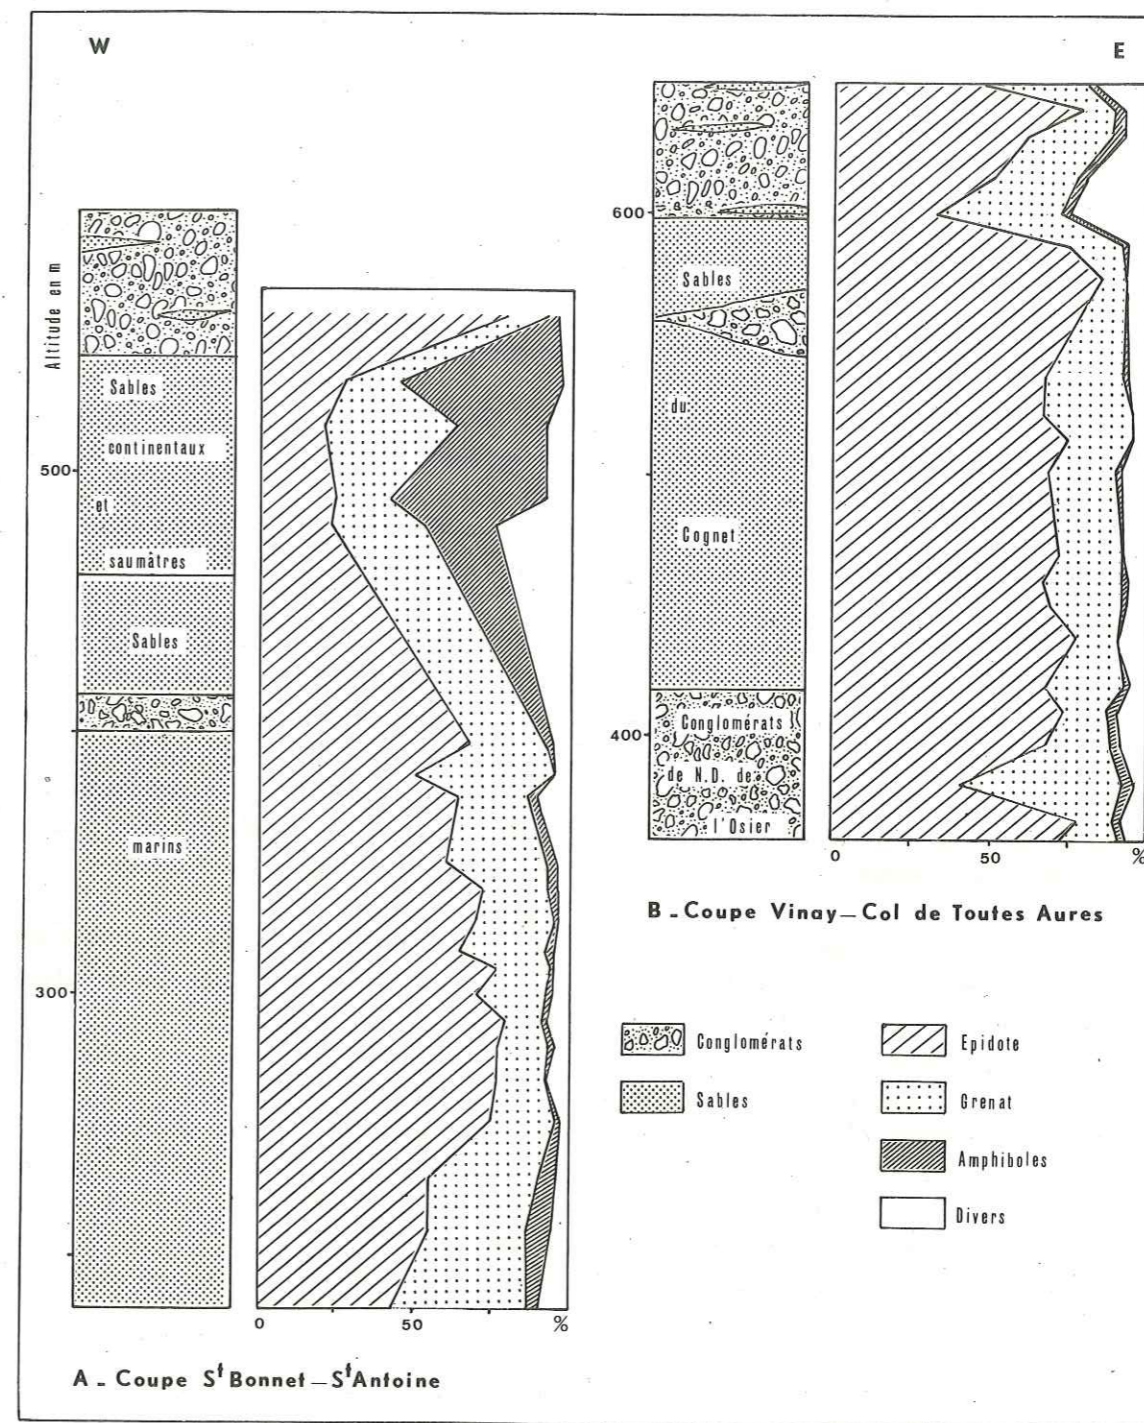 W
E
Altitude en m
500
300
Sables
continentaux
et
saumâtres
Sables
marins
0
50
%
A - Coupe St Bonnet - St Antoine
600
400
Sables
du
Cognet
Conglomérats
de N.D. de
l'Osier
0
50
%
B - Coupe Vinay - Col de Toutes Aures
Conglomérats
Sables
Epidote
Grenat
Amphiboles
Divers